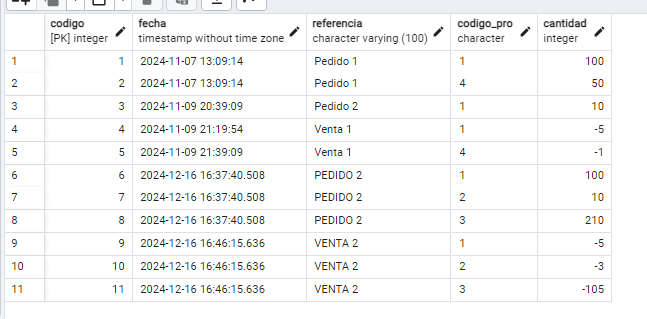 codigo fecha referencia codigo_pro cantidad
[PK] integer timestamp without time zone character varying (100) character integer
1 1 2024-11-07 13:09:14 Pedido 1 1 100
2 2 2024-11-07 13:09:14 Pedido 1 4 50
3 3 2024-11-09 20:39:09 Pedido 2 1 10
4 4 2024-11-09 21:19:54 Venta 1 1 -5
5 5 2024-11-09 21:39:09 Venta 1 4 -1
6 6 2024-12-16 16:37:40.508 PEDIDO 2 1 100
7 7 2024-12-16 16:37:40.508 PEDIDO 2 2 10
8 8 2024-12-16 16:37:40.508 PEDIDO 2 3 210
9 9 2024-12-16 16:46:15.636 VENTA 2 1 -5
10 10 2024-12-16 16:46:15.636 VENTA 2 2 -3
11 11 2024-12-16 16:46:15.636 VENTA 2 3 -105